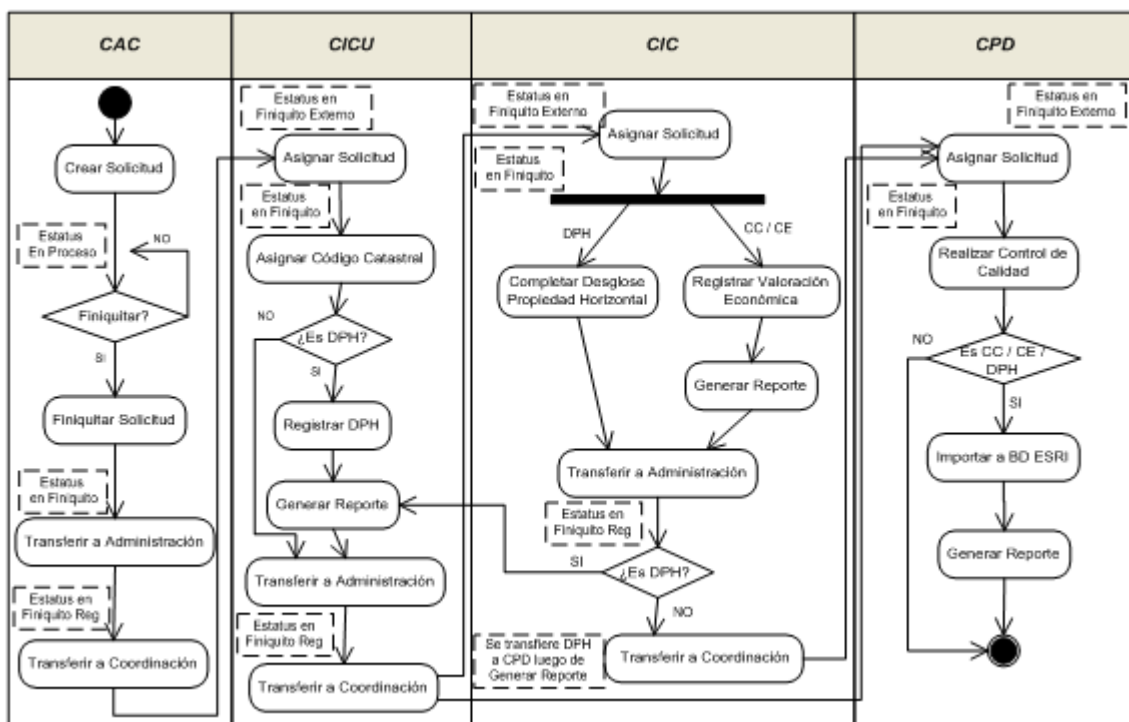 CAC
CICU
CIC
CPD
Crear Solicitud
Estatus
En Proceso
NO
Finiquitar?
SI
Finiquitar Solicitud
Estatus
en Finiquito
Transferir a Administración
Estatus en
Finiquito Reg
Transferir a Coordinación
Estatus en
Finiquito Externo
Asignar Solicitud
Estatus
en Finiquito
Asignar Código Catastral
NO
¿Es DPH?
SI
Registrar DPH
Generar Reporte
Transferir a Administración
Estatus en
Finiquito Reg
Transferir a Coordinación
Estatus en
Finiquito Externo
Asignar Solicitud
Estatus
en Finiquito
DPH
CC / CE
Completar Desglose
Propiedad Horizontal
Registrar Valoración
Económica
Generar Reporte
Transferir a Administración
Estatus en
Finiquito Reg
SI
¿Es DPH?
NO
Se transfiere DPH
a CPD luego de
Generar Reporte
Transferir a Coordinación
Estatus en
Finiquito Externo
Asignar Solicitud
Estatus
en Finiquito
Realizar Control de
Calidad
NO
Es CC / CE /
DPH
SI
Importar a BD ESRI
Generar Reporte